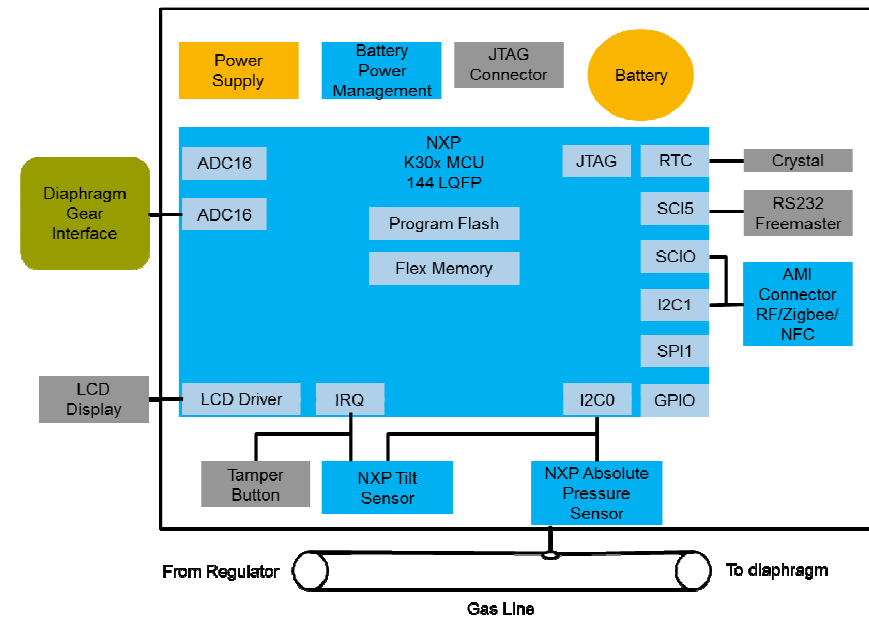 Power
Supply
Battery
Power
Management
JTAG
Connector
Battery
NXP
K30x MCU
144 LQFP
ADC16
ADC16
JTAG
RTC
Crystal
Diaphragm
Gear
Interface
Program Flash
Flex Memory
SCI5
RS232
Freemaster
SCIO
I2C1
AMI
Connector
RF/Zigbee/
NFC
SPI1
LCD
Display
LCD Driver
IRQ
I2C0
GPIO
Tamper
Button
NXP Tilt
Sensor
NXP Absolute
Pressure
Sensor
From Regulator
To diaphragm
Gas Line